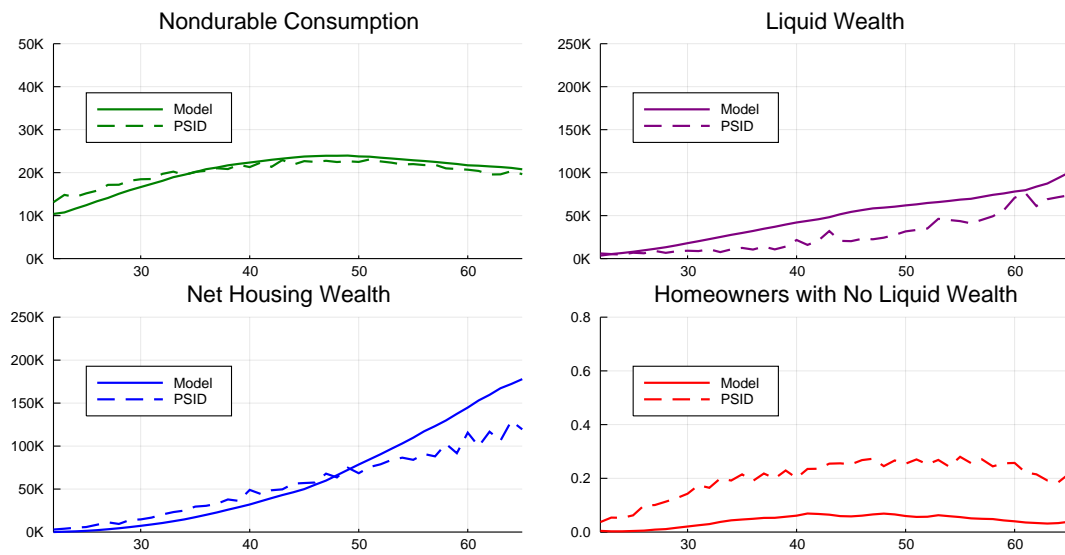 Nondurable Consumption
50K
40K
30K
20K
10K
0K
Model
PSID
30
40
50
60
Liquid Wealth
250K
200K
150K
100K
50K
0K
Model
PSID
30
40
50
60
Net Housing Wealth
250K
200K
150K
100K
50K
0K
Model
PSID
30
40
50
60
Homeowners with No Liquid Wealth
0.8
0.6
0.4
0.2
0.0
Model
PSID
30
40
50
60